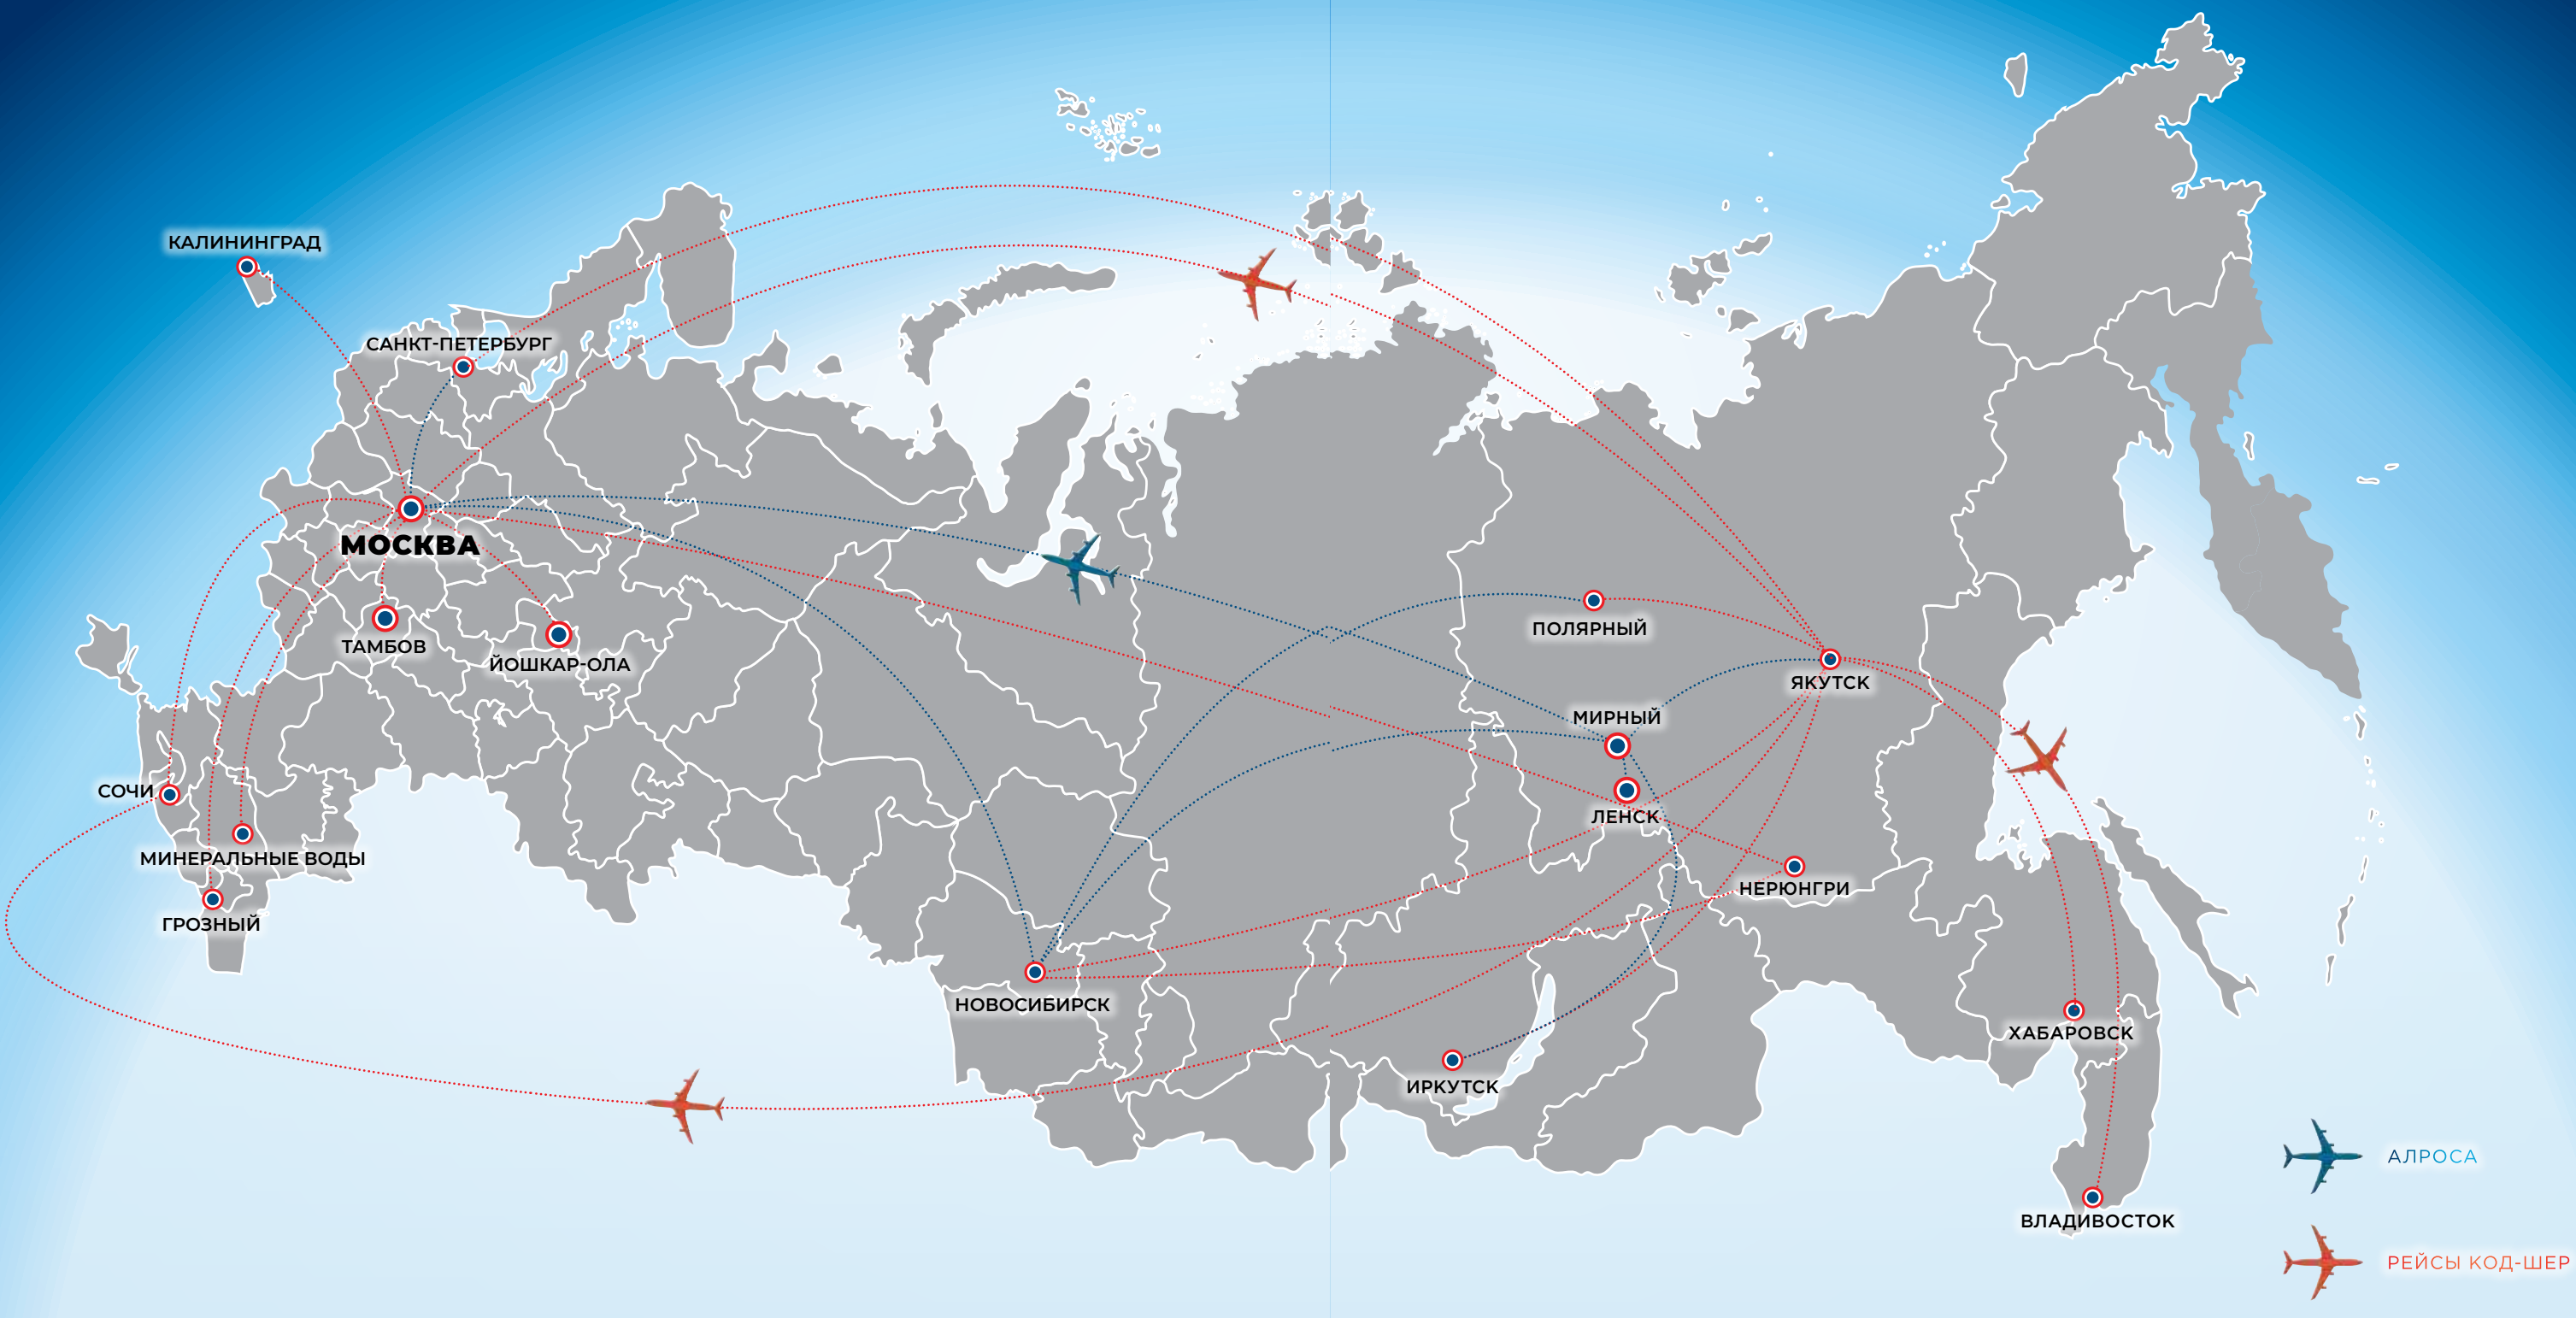 КАЛИНИНГРАД
САНКТ-ПЕТЕРБУРГ
МОСКВА
ТАМБОВ
ЙОШКАР-ОЛА
ПОЛЯРНЫЙ
ЯКУТСК
МИРНЫЙ
СОЧИ
ЛЕНСК
МИНЕРАЛЬНЫЕ ВОДЫ
НЕРЮНГРИ
ГРОЗНЫЙ
НОВОСИБИРСК
ХАБАРОВСК
ИРКУТСК
АЛРОСА
ВЛАДИВОСТОК
РЕЙСЫ КОД-ШЕР